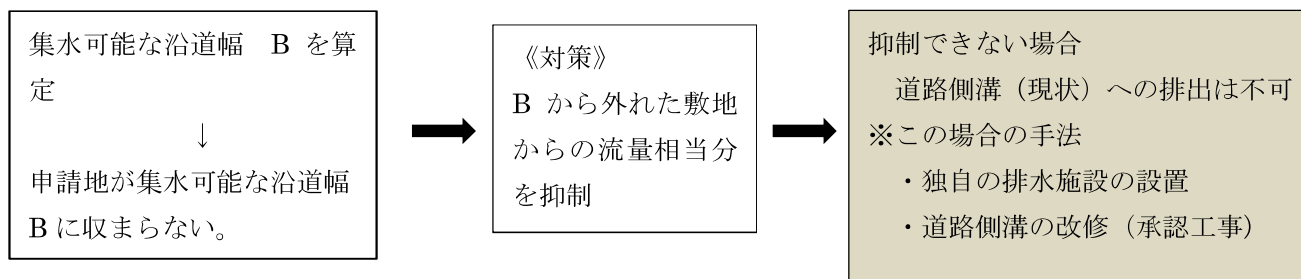 集水可能な沿道幅　B を算
定
↓
申請地が集水可能な沿道幅
B に収まらない。
《対策》
B から外れた敷地
からの流量相当分
を抑制
抑制できない場合
道路側溝（現状）への排出は不可
※この場合の手法
・独自の排水施設の設置
・道路側溝の改修（承認工事）